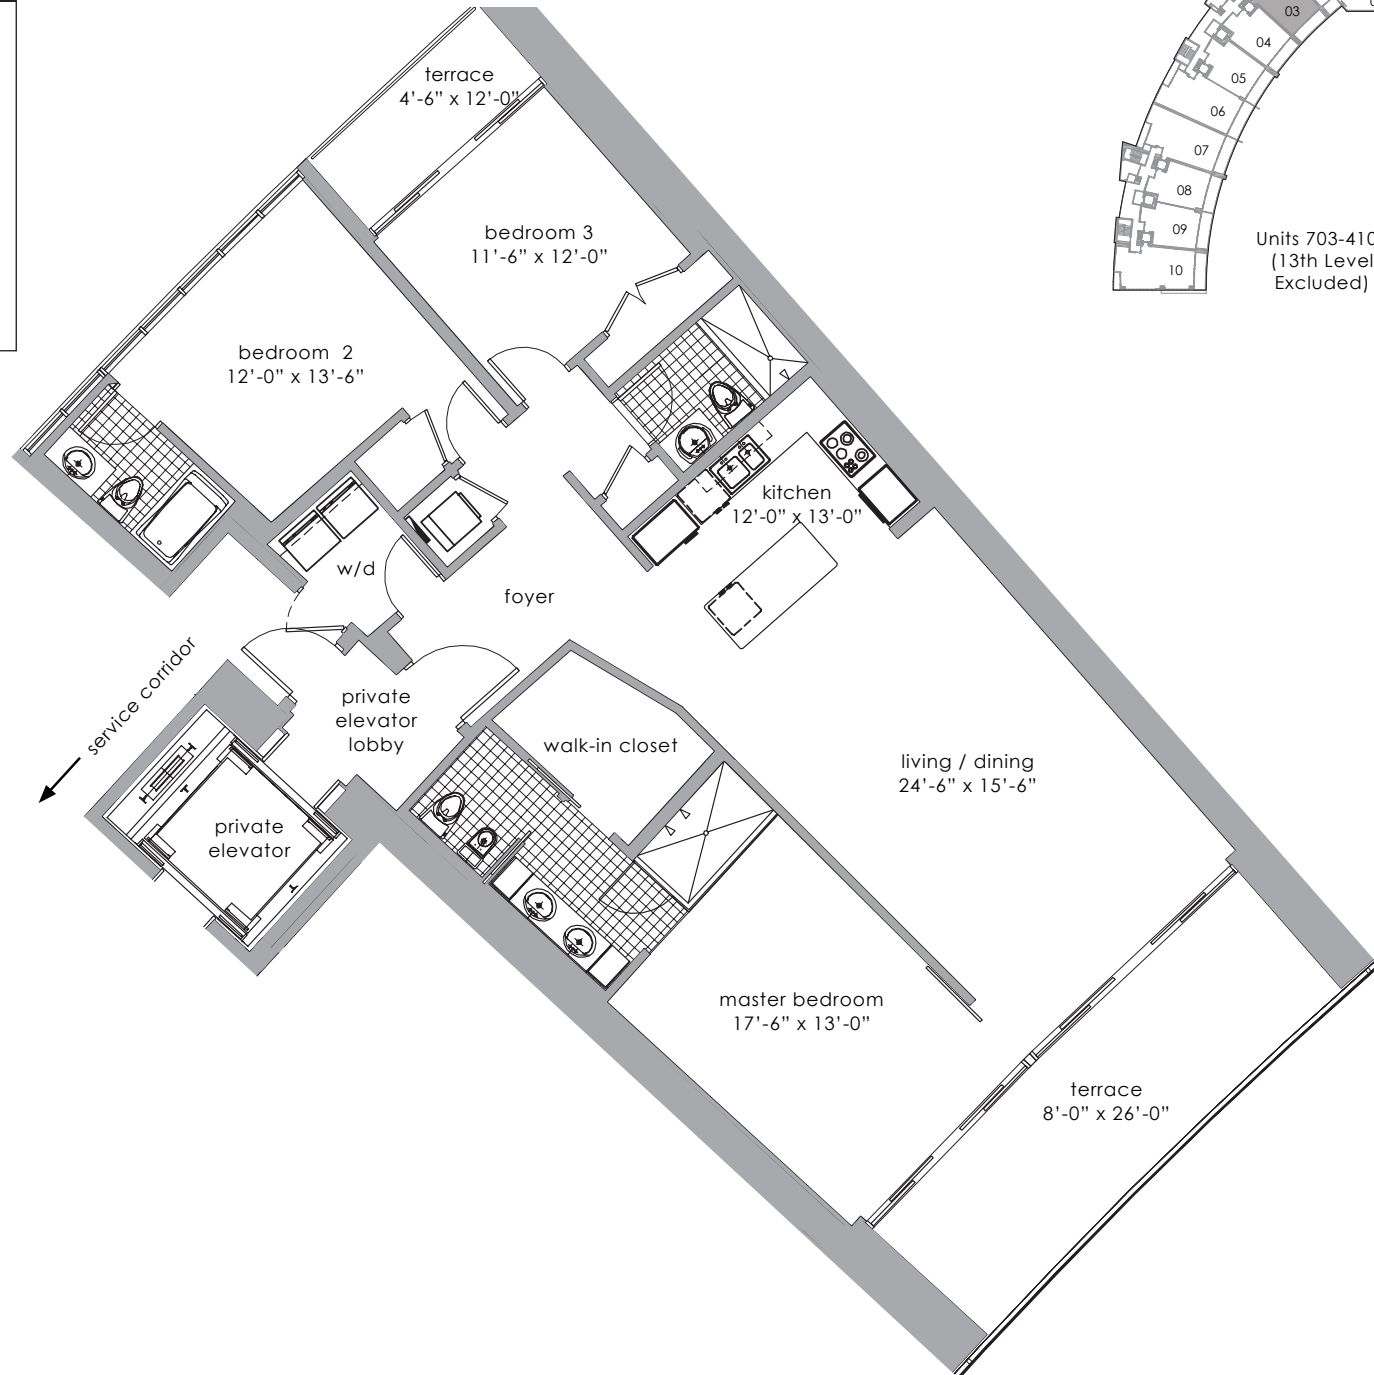 03
04
05
06
07
08
09
10
Units 703-410
(13th Level
Excluded)
terrace
4’-6” x 12’-0”
bedroom 3
11’-6” x 12’-0”
bedroom 2
12’-0” x 13’-6”
kitchen
12’-0” x 13’-0”
w/d
foyer
service corridor
private
elevator
lobby
walk-in closet
living / dining
24’-6” x 15’-6”
private
elevator
master bedroom
17’-6” x 13’-0”
terrace
8’-0” x 26’-0”